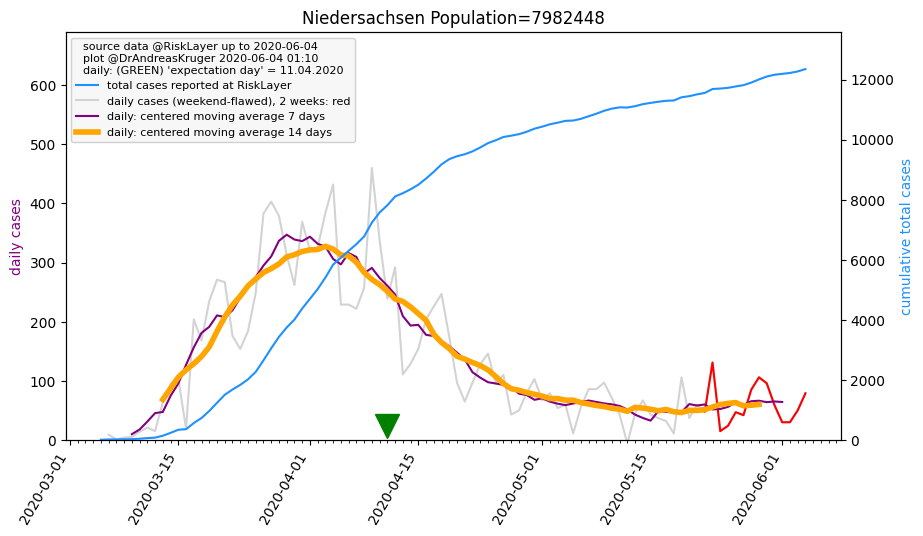 Niedersachsen Population=7982448
source data @RiskLayer up to 2020-06-04
plot @DrAndreasKruger 2020-06-04 01:10
daily: (GREEN) 'expectation day' = 11.04.2020
total cases reported at RiskLayer
daily cases (weekend-flawed), 2 weeks: red
daily: centered moving average 7 days
daily: centered moving average 14 days
daily cases
600
500
400
300
200
100
0
cumulative total cases
12000
10000
8000
6000
4000
2000
0
2020-03-01
2020-03-15
2020-04-01
2020-04-15
2020-05-01
2020-05-15
2020-06-01